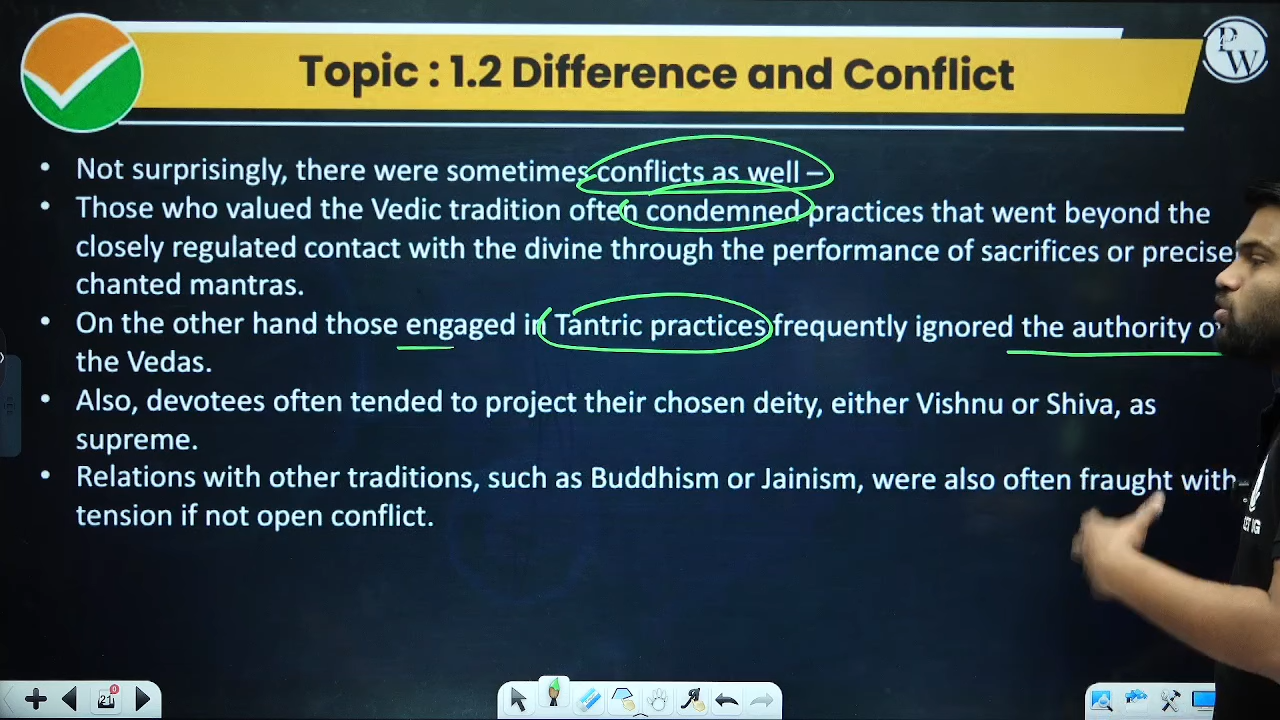 Topic : 1.2 Difference and Conflict
PW
• Not surprisingly, there were sometimes conflicts as well –
• Those who valued the Vedic tradition often condemned practices that went beyond the
closely regulated contact with the divine through the performance of sacrifices or precise
chanted mantras.
• On the other hand those engaged in Tantric practices frequently ignored the authority o
the Vedas.
• Also, devotees often tended to project their chosen deity, either Vishnu or Shiva, as
supreme.
• Relations with other traditions, such as Buddhism or Jainism, were also often fraught with
tension if not open conflict.
21